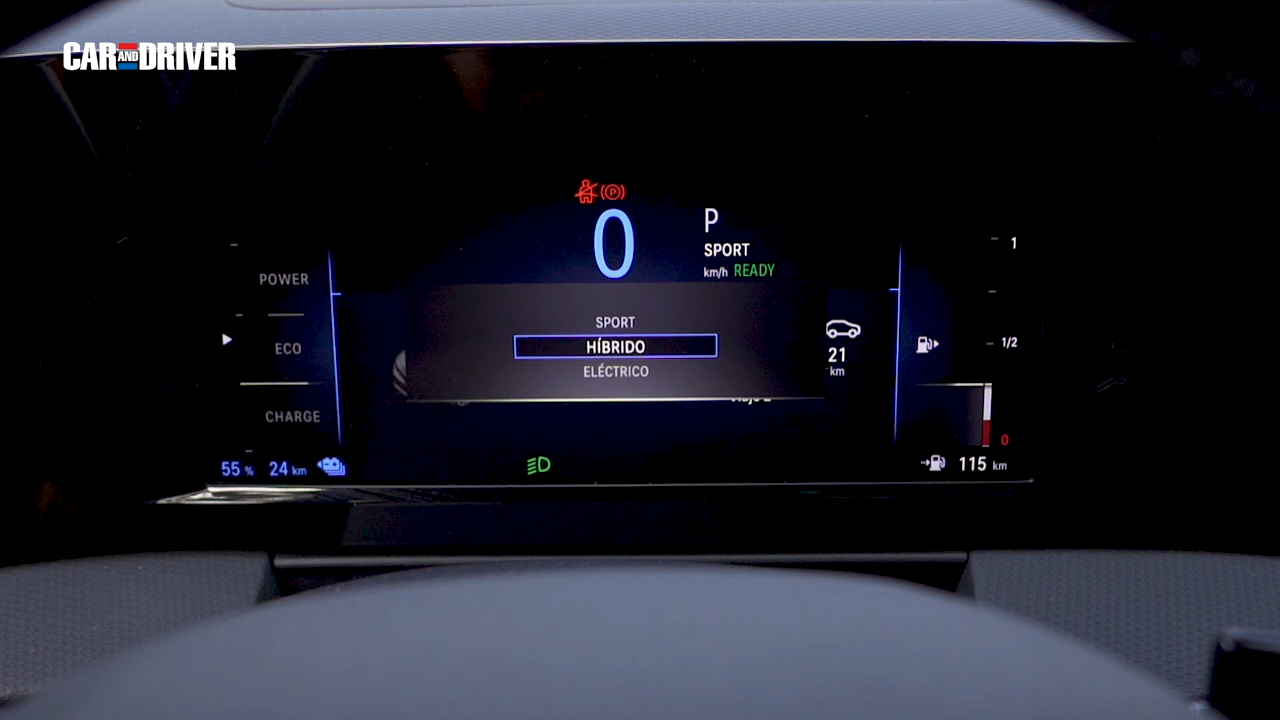 CAR AND DRIVER
0
P
SPORT
km/h READY
POWER
ECO
CHARGE
SPORT
HÍBRIDO
ELÉCTRICO
21
km
1
1/2
0
55 % 24 km
115 km